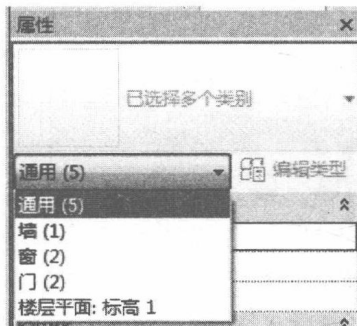 属性
已选择多个类别
通用 (5)
编辑类型
通用 (5)
墙 (1)
窗 (2)
门 (2)
楼层平面: 标高 1